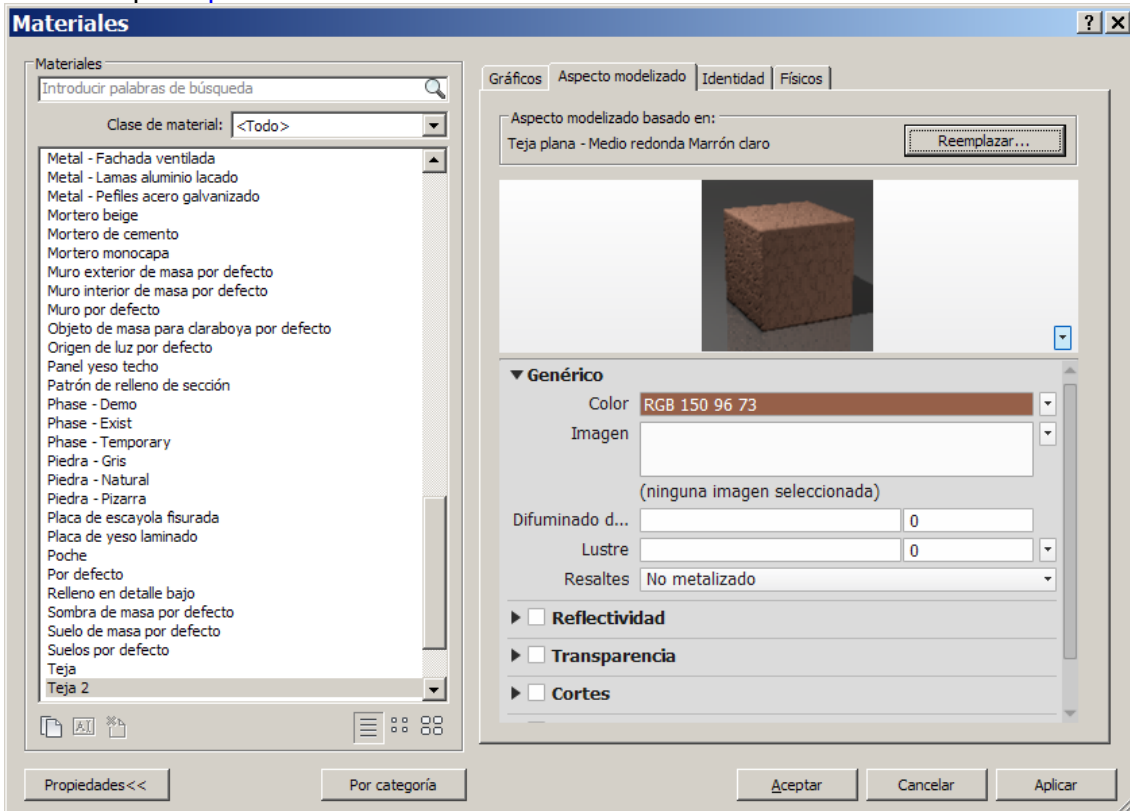 Materiales
Materiales
Introducir palabras de búsqueda
Clase de material: <Todo>
Metal - Fachada ventilada
Metal - Lamas aluminio lacado
Metal - Pefiles acero galvanizado
Mortero beige
Mortero de cemento
Mortero monocapa
Muro exterior de masa por defecto
Muro interior de masa por defecto
Muro por defecto
Objeto de masa para claraboya por defecto
Origen de luz por defecto
Panel yeso techo
Patrón de relleno de sección
Phase - Demo
Phase - Exist
Phase - Temporary
Piedra - Gris
Piedra - Natural
Piedra - Pizarra
Placa de escayola fisurada
Placa de yeso laminado
Poche
Por defecto
Relleno en detalle bajo
Sombra de masa por defecto
Suelo de masa por defecto
Suelos por defecto
Teja
Teja 2
AI
Propiedades<<
Por categoría
Gráficos Aspecto modelizado Identidad Físicos
Aspecto modelizado basado en:
Teja plana - Medio redonda Marrón claro
Reemplazar...
Genérico
Color RGB 150 96 73
Imagen
(ninguna imagen seleccionada)
Difuminado d... 0
Lustre 0
Resaltes No metalizado
Reflectividad
Transparencia
Cortes
Aceptar Cancelar Aplicar